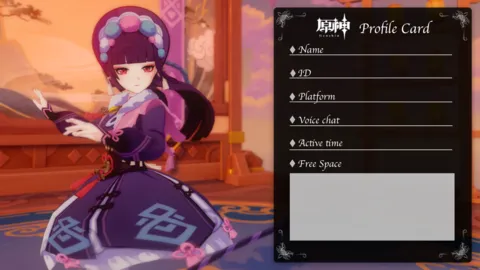 原神
Profile Card
Name
ID
Platform
Voice chat
Active time
Free Space